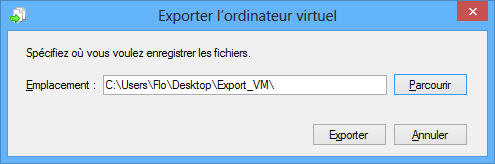 Exporter l'ordinateur virtuel
Spécifiez où vous voulez enregistrer les fichiers.
Emplacement : C:\Users\Flo\Desktop\Export_VM\ Parcourir
Exporter Annuler